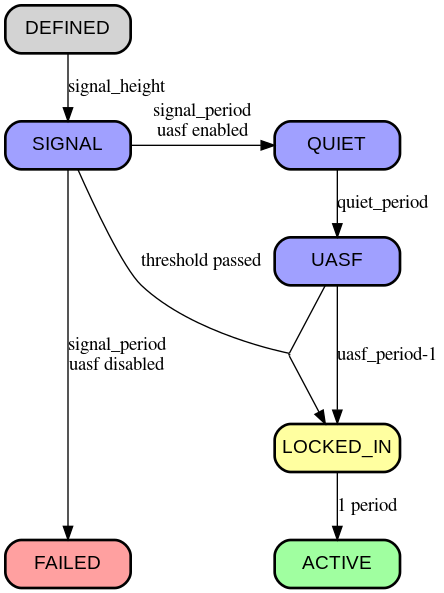 DEFINED
signal_height
signal_period
uasf enabled
SIGNAL
QUIET
quiet_period
threshold passed
UASF
signal_period
uasf disabled
uasf_period-1
LOCKED_IN
1 period
FAILED
ACTIVE